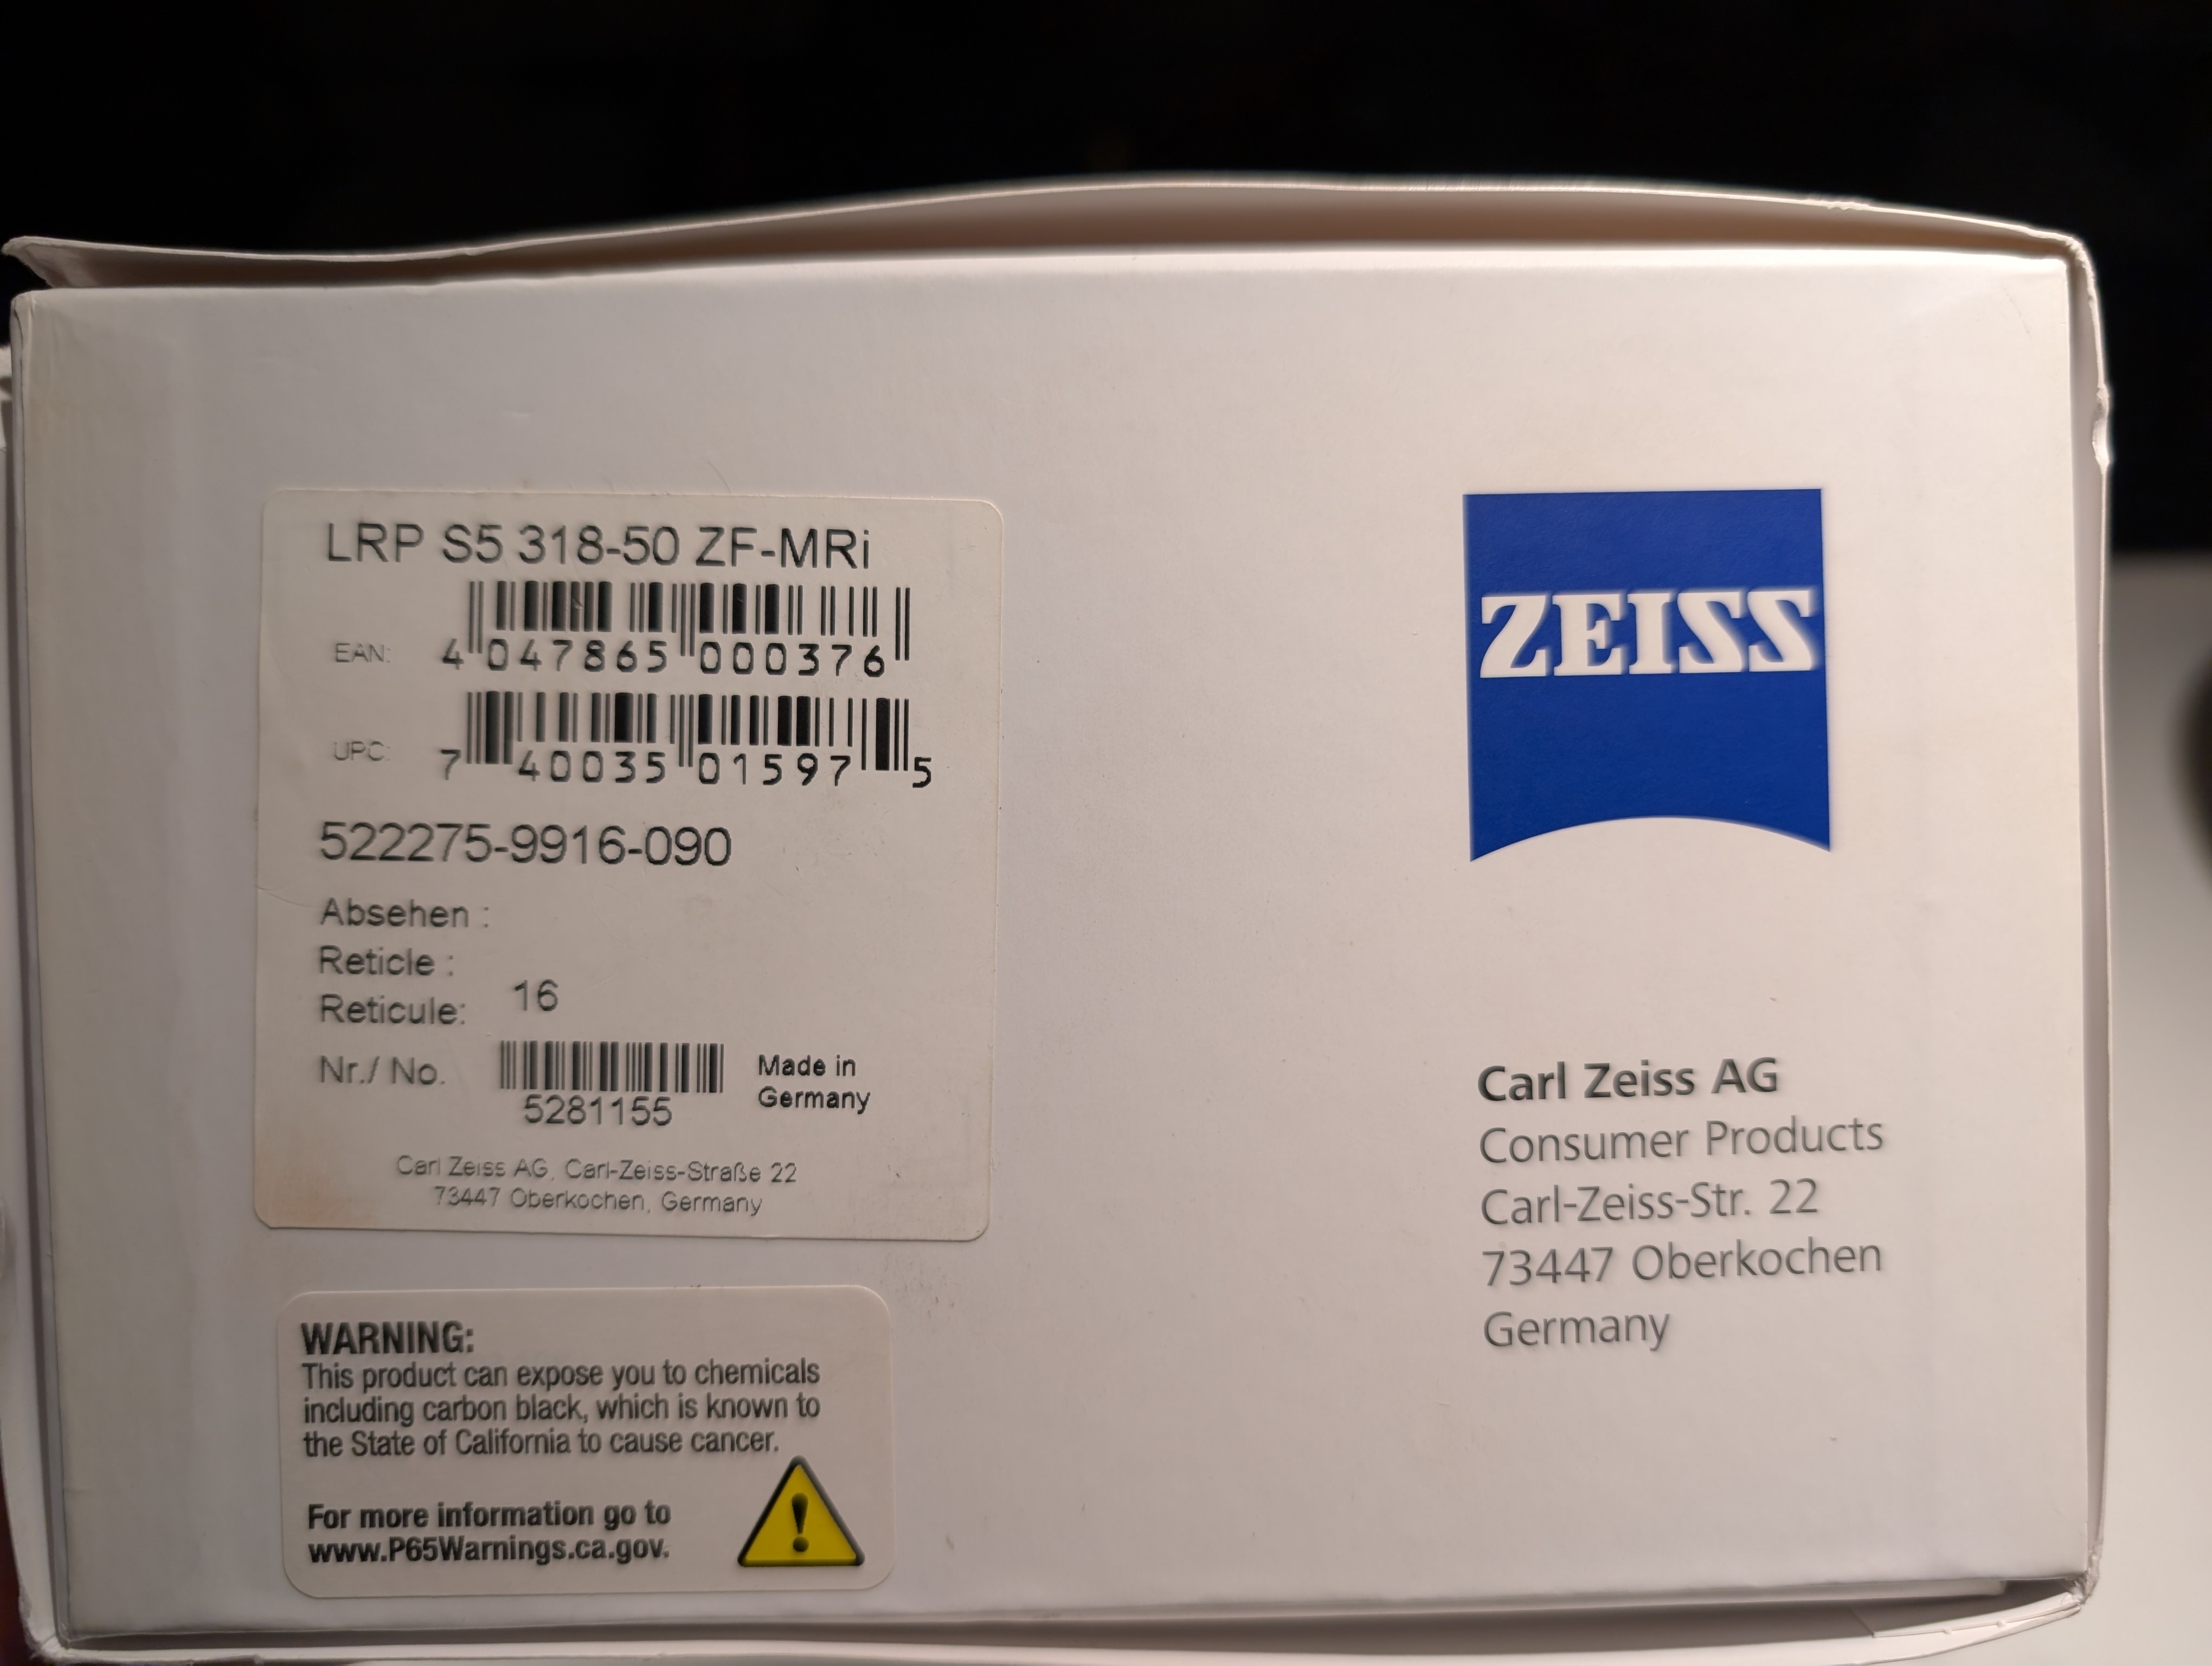 LRP S5 318-50 ZF-MRi
EAN: 4 047865 000376
UPC: 7 40035 01597 5
522275-9916-090
Absehen :
Reticle :
Reticule: 16
Nr./ No. 5281155
Made in
Germany
Carl Zeiss AG, Carl-Zeiss-Straße 22
73447 Oberkochen, Germany
WARNING:
This product can expose you to chemicals
including carbon black, which is known to
the State of California to cause cancer.
For more information go to
www.P65Warnings.ca.gov.
ZEISS
Carl Zeiss AG
Consumer Products
Carl-Zeiss-Str. 22
73447 Oberkochen
Germany